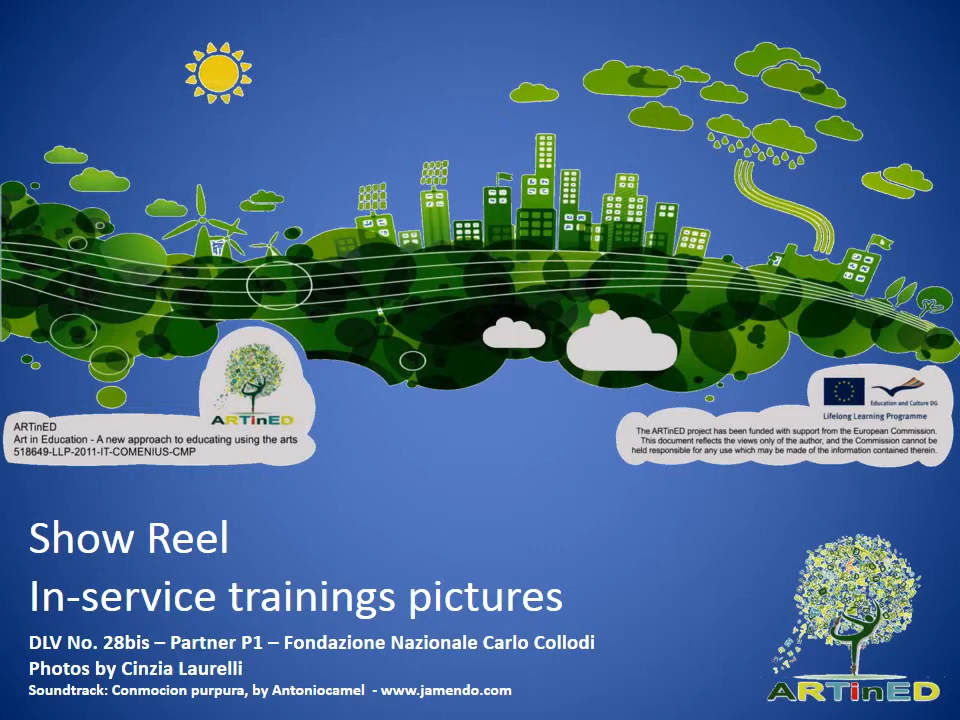 ARTinED
ARTinED
Art in Education - A new approach to educating using the arts
518649-LLP-2011-IT-COMENIUS-CMP
Education and Culture DG
Lifelong Learning Programme
The ARTinED project has been funded with support from the European Commission.
This document reflects the views only of the author, and the Commission cannot be
held responsible for any use which may be made of the information contained therein.
Show Reel
In-service trainings pictures
DLV No. 28bis – Partner P1 – Fondazione Nazionale Carlo Collodi
Photos by Cinzia Laurelli
Soundtrack: Conmocion purpura, by Antoniocamel - www.jamendo.com
ARTinED